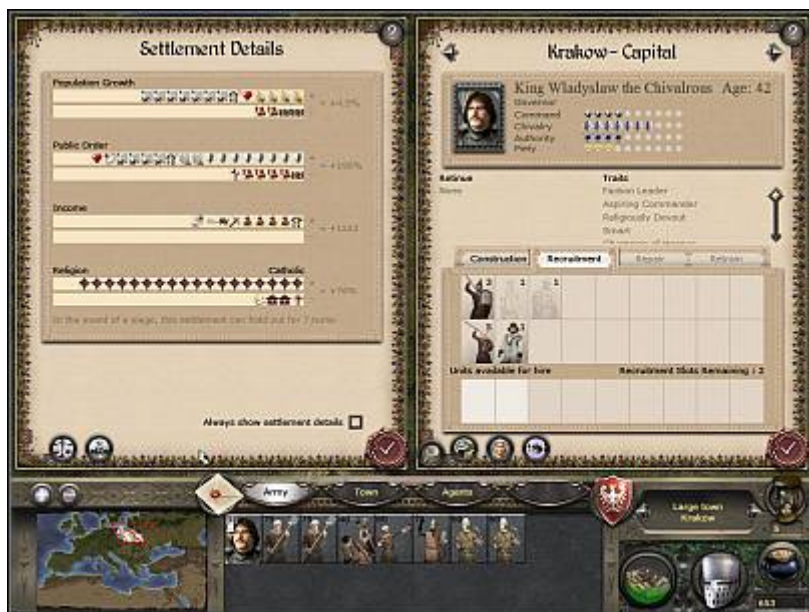 Settlement Details
Population Growth
Public Order
Income
Religion Catholic
In the event of a siege, this settlement can hold out for 7 turns
Always show settlement details
Krakow - Capital
King Wladyslaw the Chivalrous Age: 42
Governor
Command
Chivalry
Authority
Piety
Retinue
None
Traits
Faction Leader
Aspiring Commander
Religiously Devout
Smart
Construction Recruitment Repair Retrain
Units available for hire Recruitment Slots Remaining : 2
Army Town Agents
Large town
Krakow